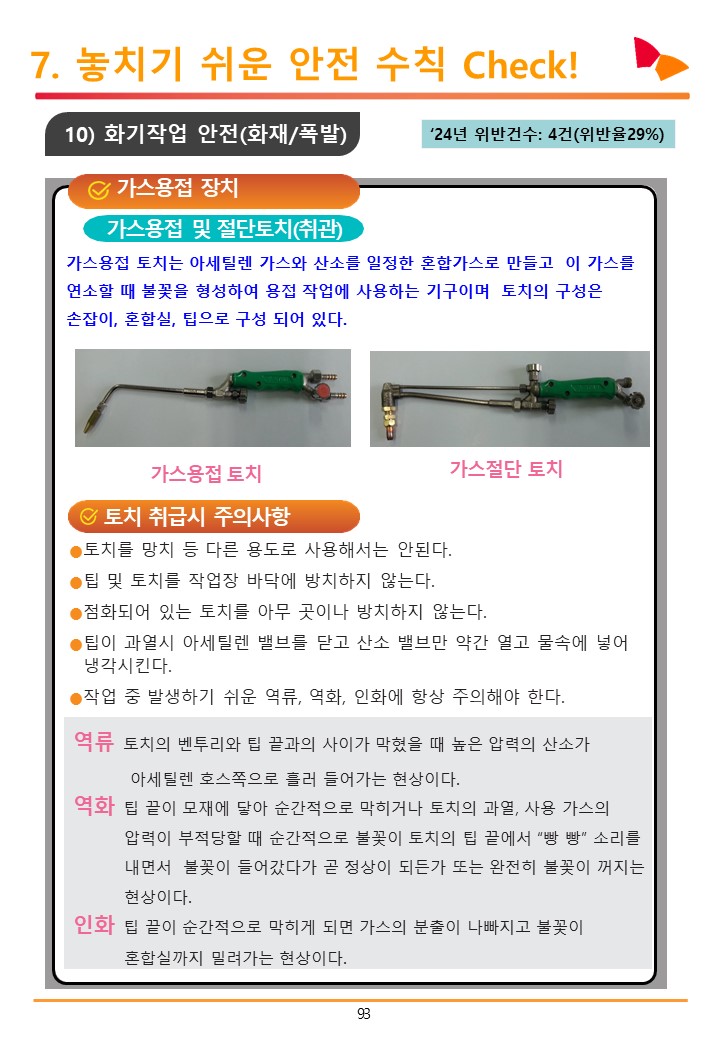 7. 놓치기 쉬운 안전 수칙 Check!
10) 화기작업 안전(화재/폭발)
‘24년 위반건수: 4건(위반율29%)
가스용접 장치
가스용접 및 절단토치(취관)
가스용접 토치는 아세틸렌 가스와 산소를 일정한 혼합가스로 만들고 이 가스를
연소할 때 불꽃을 형성하여 용접 작업에 사용하는 기구이며 토치의 구성은
손잡이, 혼합실, 팁으로 구성 되어 있다.
가스용접 토치
가스절단 토치
토치 취급시 주의사항
●토치를 망치 등 다른 용도로 사용해서는 안된다.
●팁 및 토치를 작업장 바닥에 방치하지 않는다.
●점화되어 있는 토치를 아무 곳이나 방치하지 않는다.
●팁이 과열시 아세틸렌 밸브를 닫고 산소 밸브만 약간 열고 물속에 넣어
냉각시킨다.
●작업 중 발생하기 쉬운 역류, 역화, 인화에 항상 주의해야 한다.
역류 토치의 벤투리와 팁 끝과의 사이가 막혔을 때 높은 압력의 산소가
아세틸렌 호스쪽으로 흘러 들어가는 현상이다.
역화 팁 끝이 모재에 닿아 순간적으로 막히거나 토치의 과열, 사용 가스의
압력이 부적당할 때 순간적으로 불꽃이 토치의 팁 끝에서 “빵 빵” 소리를
내면서 불꽃이 들어갔다가 곧 정상이 되든가 또는 완전히 불꽃이 꺼지는
현상이다.
인화 팁 끝이 순간적으로 막히게 되면 가스의 분출이 나빠지고 불꽃이
혼합실까지 밀려가는 현상이다.
93